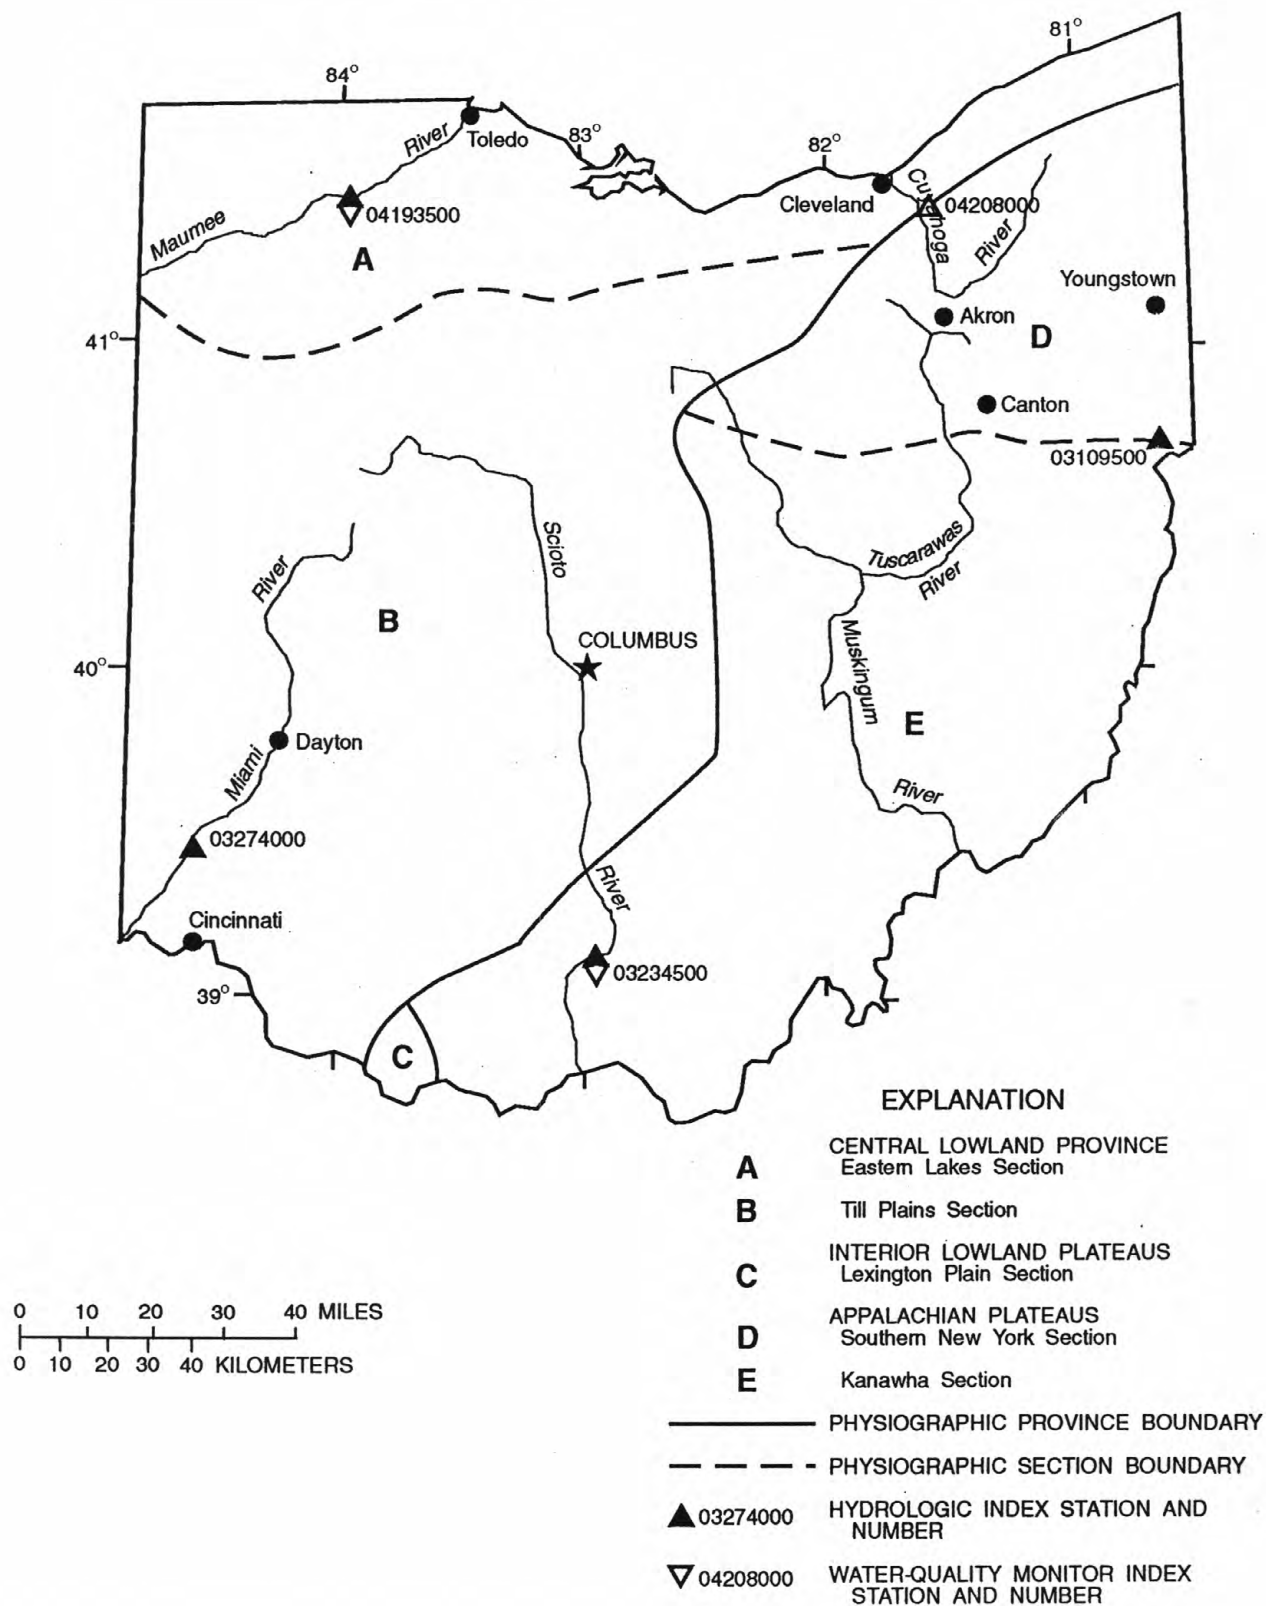 81°
84°
River
Toledo
83°
82°
Cleveland
Cuyahoga
04208000
River
04193500
Maumee
A
Youngstown
Akron
41°
D
Canton
03109500
Scioto
Tuscarawas
River
River
B
COLUMBUS
40°
Muskingum
E
Dayton
Miami
River
03274000
River
Cincinnati
03234500
39°
C
EXPLANATION
A CENTRAL LOWLAND PROVINCE
Eastern Lakes Section
B Till Plains Section
INTERIOR LOWLAND PLATEAUS
C Lexington Plain Section
APPALACHIAN PLATEAUS
D Southern New York Section
E Kanawha Section
0 10 20 30 40 MILES
0 10 20 30 40 KILOMETERS
PHYSIOGRAPHIC PROVINCE BOUNDARY
PHYSIOGRAPHIC SECTION BOUNDARY
03274000 HYDROLOGIC INDEX STATION AND
NUMBER
04208000 WATER-QUALITY MONITOR INDEX
STATION AND NUMBER